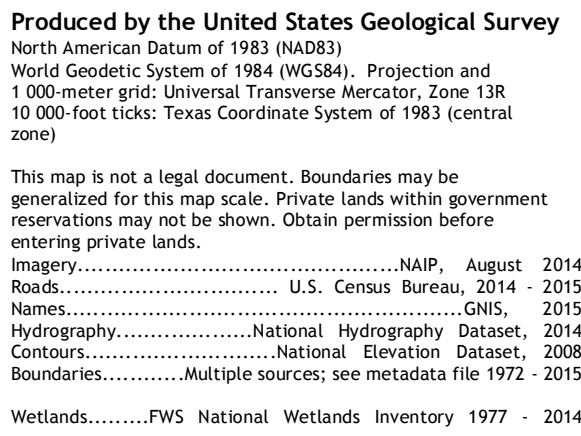 Produced by the United States Geological Survey
North American Datum of 1983 (NAD83)
World Geodetic System of 1984 (WGS84).  Projection and
1 000-meter grid: Universal Transverse Mercator, Zone 13R
10 000-foot ticks: Texas Coordinate System of 1983 (central
zone)
This map is not a legal document. Boundaries may be
generalized for this map scale. Private lands within government
reservations may not be shown. Obtain permission before
entering private lands.
Imagery.............................................NAIP, August 2014
Roads............................... U.S. Census Bureau, 2014 - 2015
Names........................................................GNIS, 2015
Hydrography...................National Hydrography Dataset, 2014
Contours...........................National Elevation Dataset, 2008
Boundaries............Multiple sources; see metadata file 1972 - 2015
Wetlands.........FWS National Wetlands Inventory 1977 - 2014